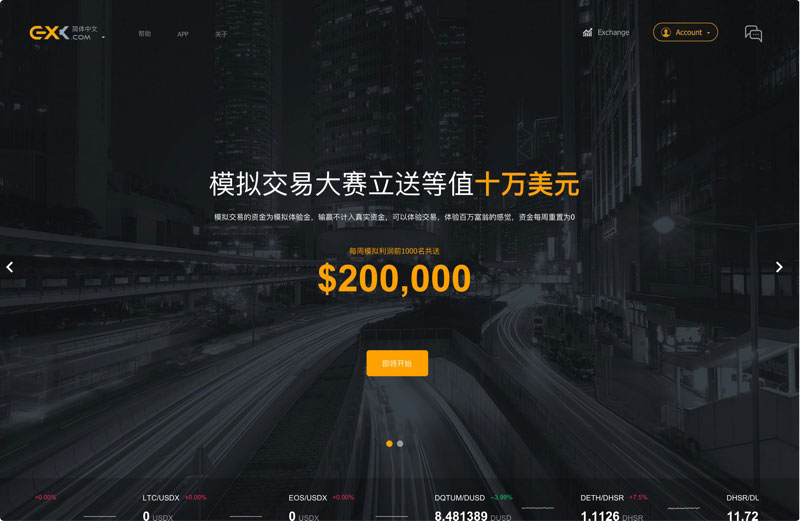 EXX
.COM
简体中文
帮助
APP
关于
Exchange
Account
模拟交易大赛立送等值十万美元
模拟交易的资金为模拟体验金，输赢不计入真实资金，可以体验交易，体验百万富翁的感觉，资金每周重置为0
每周模拟利润前1000名共送
$200,000
即将开始
+0.00%
LTC/USDX +0.00%
0 USDX
EOS/USDX +0.00%
0 USDX
DQTUM/DUSD -3.99%
8.481389 DUSD
DETH/DHSR +7.5%
1.1126 DHSR
DHSR/DL
11.72